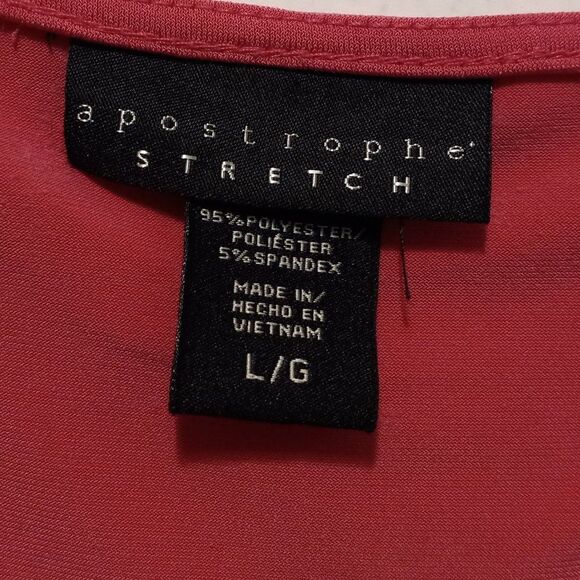 apostrophe
STRETCH
95%POLYESTER/
POLIÉSTER
5%SPANDEX
MADE IN/
HECHO EN
VIETNAM
L/G